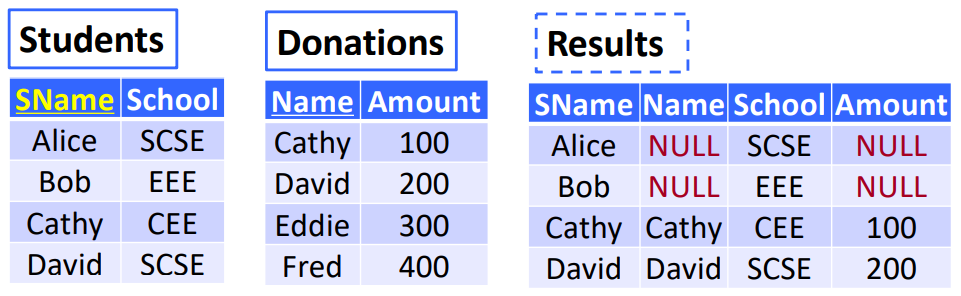 Students Donations Results
SName School Name Amount SName Name School Amount
Alice SCSE Cathy 100 Alice NULL SCSE NULL
Bob EEE David 200 Bob NULL EEE NULL
Cathy CEE Eddie 300 Cathy Cathy CEE 100
David SCSE Fred 400 David David SCSE 200